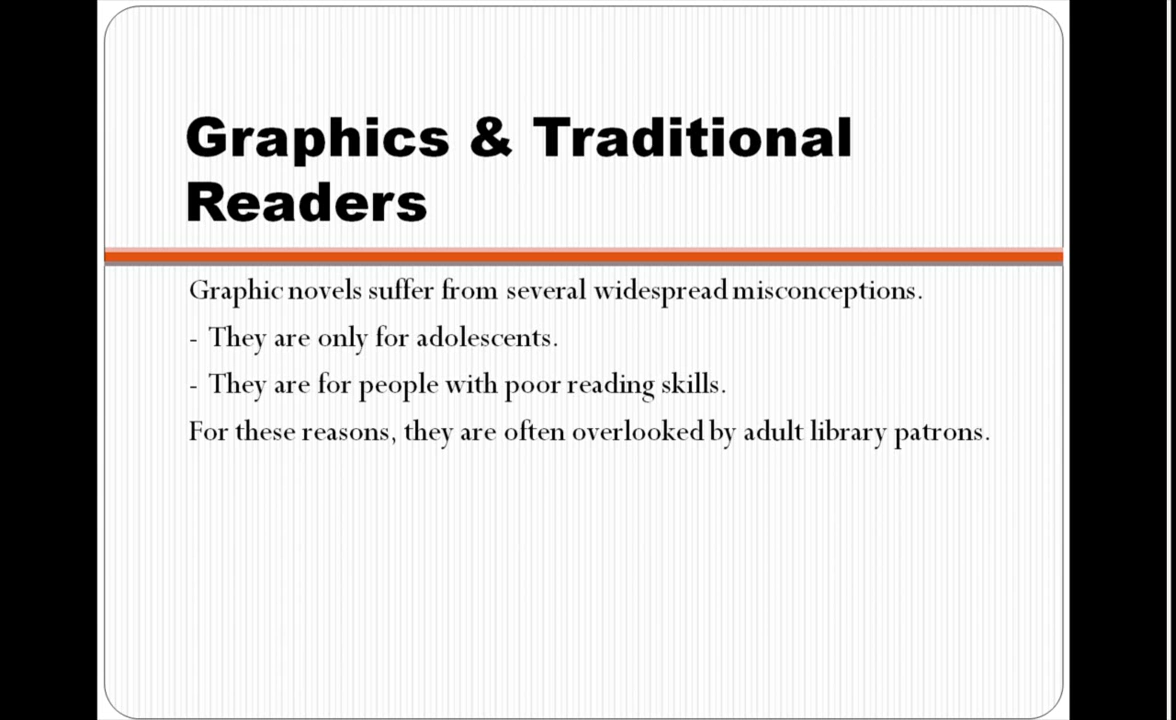 Graphics & Traditional
Readers
Graphic novels suffer from several widespread misconceptions.
- They are only for adolescents.
- They are for people with poor reading skills.
For these reasons, they are often overlooked by adult library patrons.